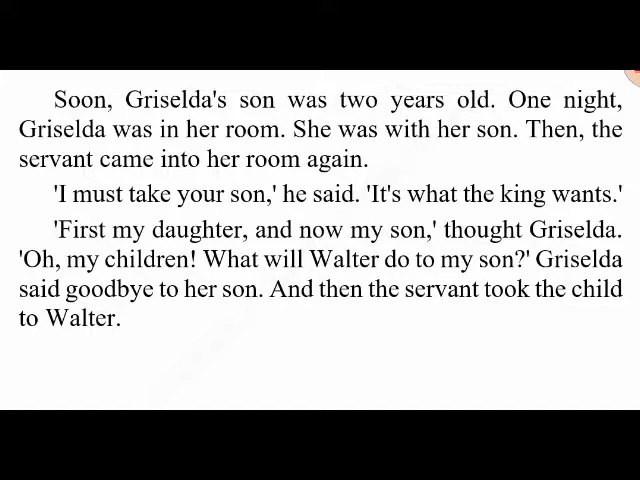 Soon, Griselda's son was two years old. One night,
Griselda was in her room. She was with her son. Then, the
servant came into her room again.
'I must take your son,' he said. 'It's what the king wants.'
'First my daughter, and now my son,' thought Griselda.
'Oh, my children! What will Walter do to my son?' Griselda
said goodbye to her son. And then the servant took the child
to Walter.